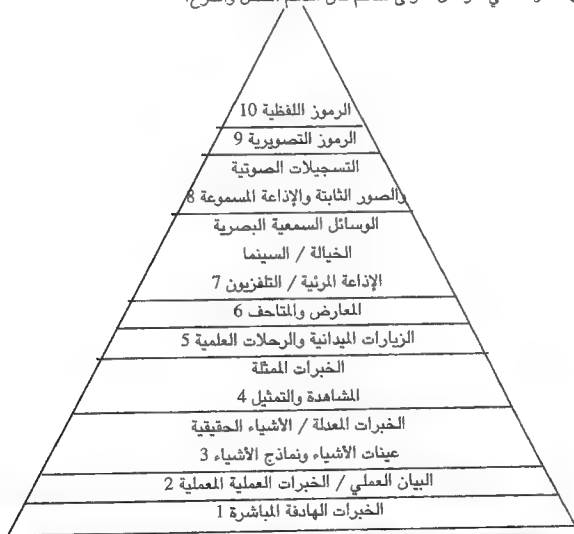 الرموز اللفظية 10
الرموز التصويرية 9
التسجيلات الصوتية
والصور الثابتة والإذاعة المسموعة 8
الوسائل السمعية البصرية
الخيالة / السينما
الإذاعة المرئية / التلفزيون 7
المعارض والمتاحف 6
الزيارات الميدانية والرحلات العلمية 5
الخبرات الممثلة
المشاهدة والتمثيل 4
الخبرات المعدلة / الأشياء الحقيقية
عينات الأشياء ونماذج الأشياء 3
البيان العملي / الخبرات العملية المعملية 2
الخبرات الهادفة المباشرة 1